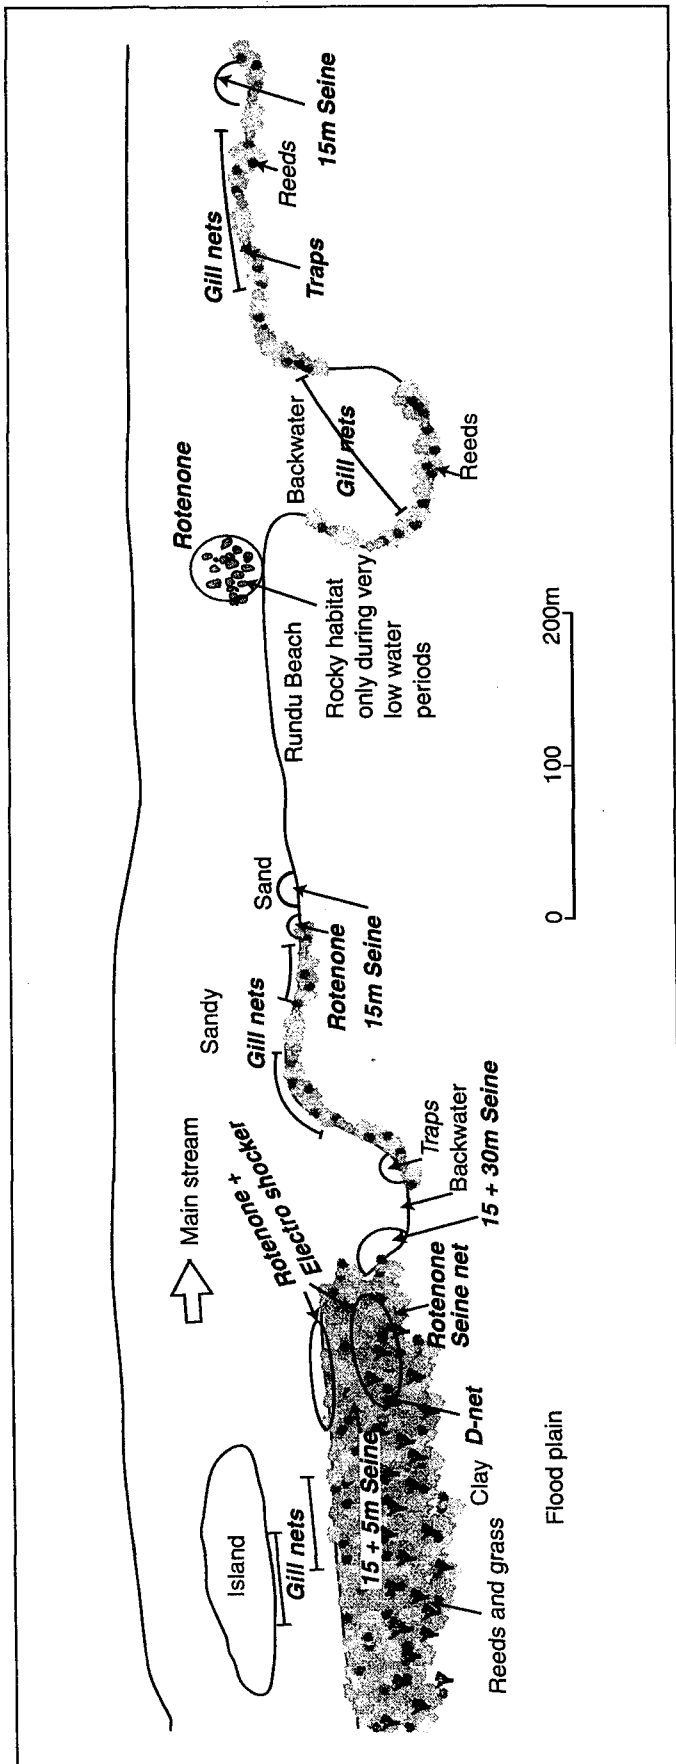 Island
Gill nets
15 + 5m Seine
Reeds and grass
Clay
D-net
Flood plain
Main stream
Rotenone +
Electro shocker
Rotenone
Seine net
15 + 30m Seine
Backwater
Traps
Sandy
Gill nets
Sand
Rotenone
15m Seine
Rundu Beach
Rotenone
Rocky habitat
only during very
low water
periods
Backwater
Gill nets
Reeds
Gill nets
Traps
Reeds
15m Seine
0
100
200m